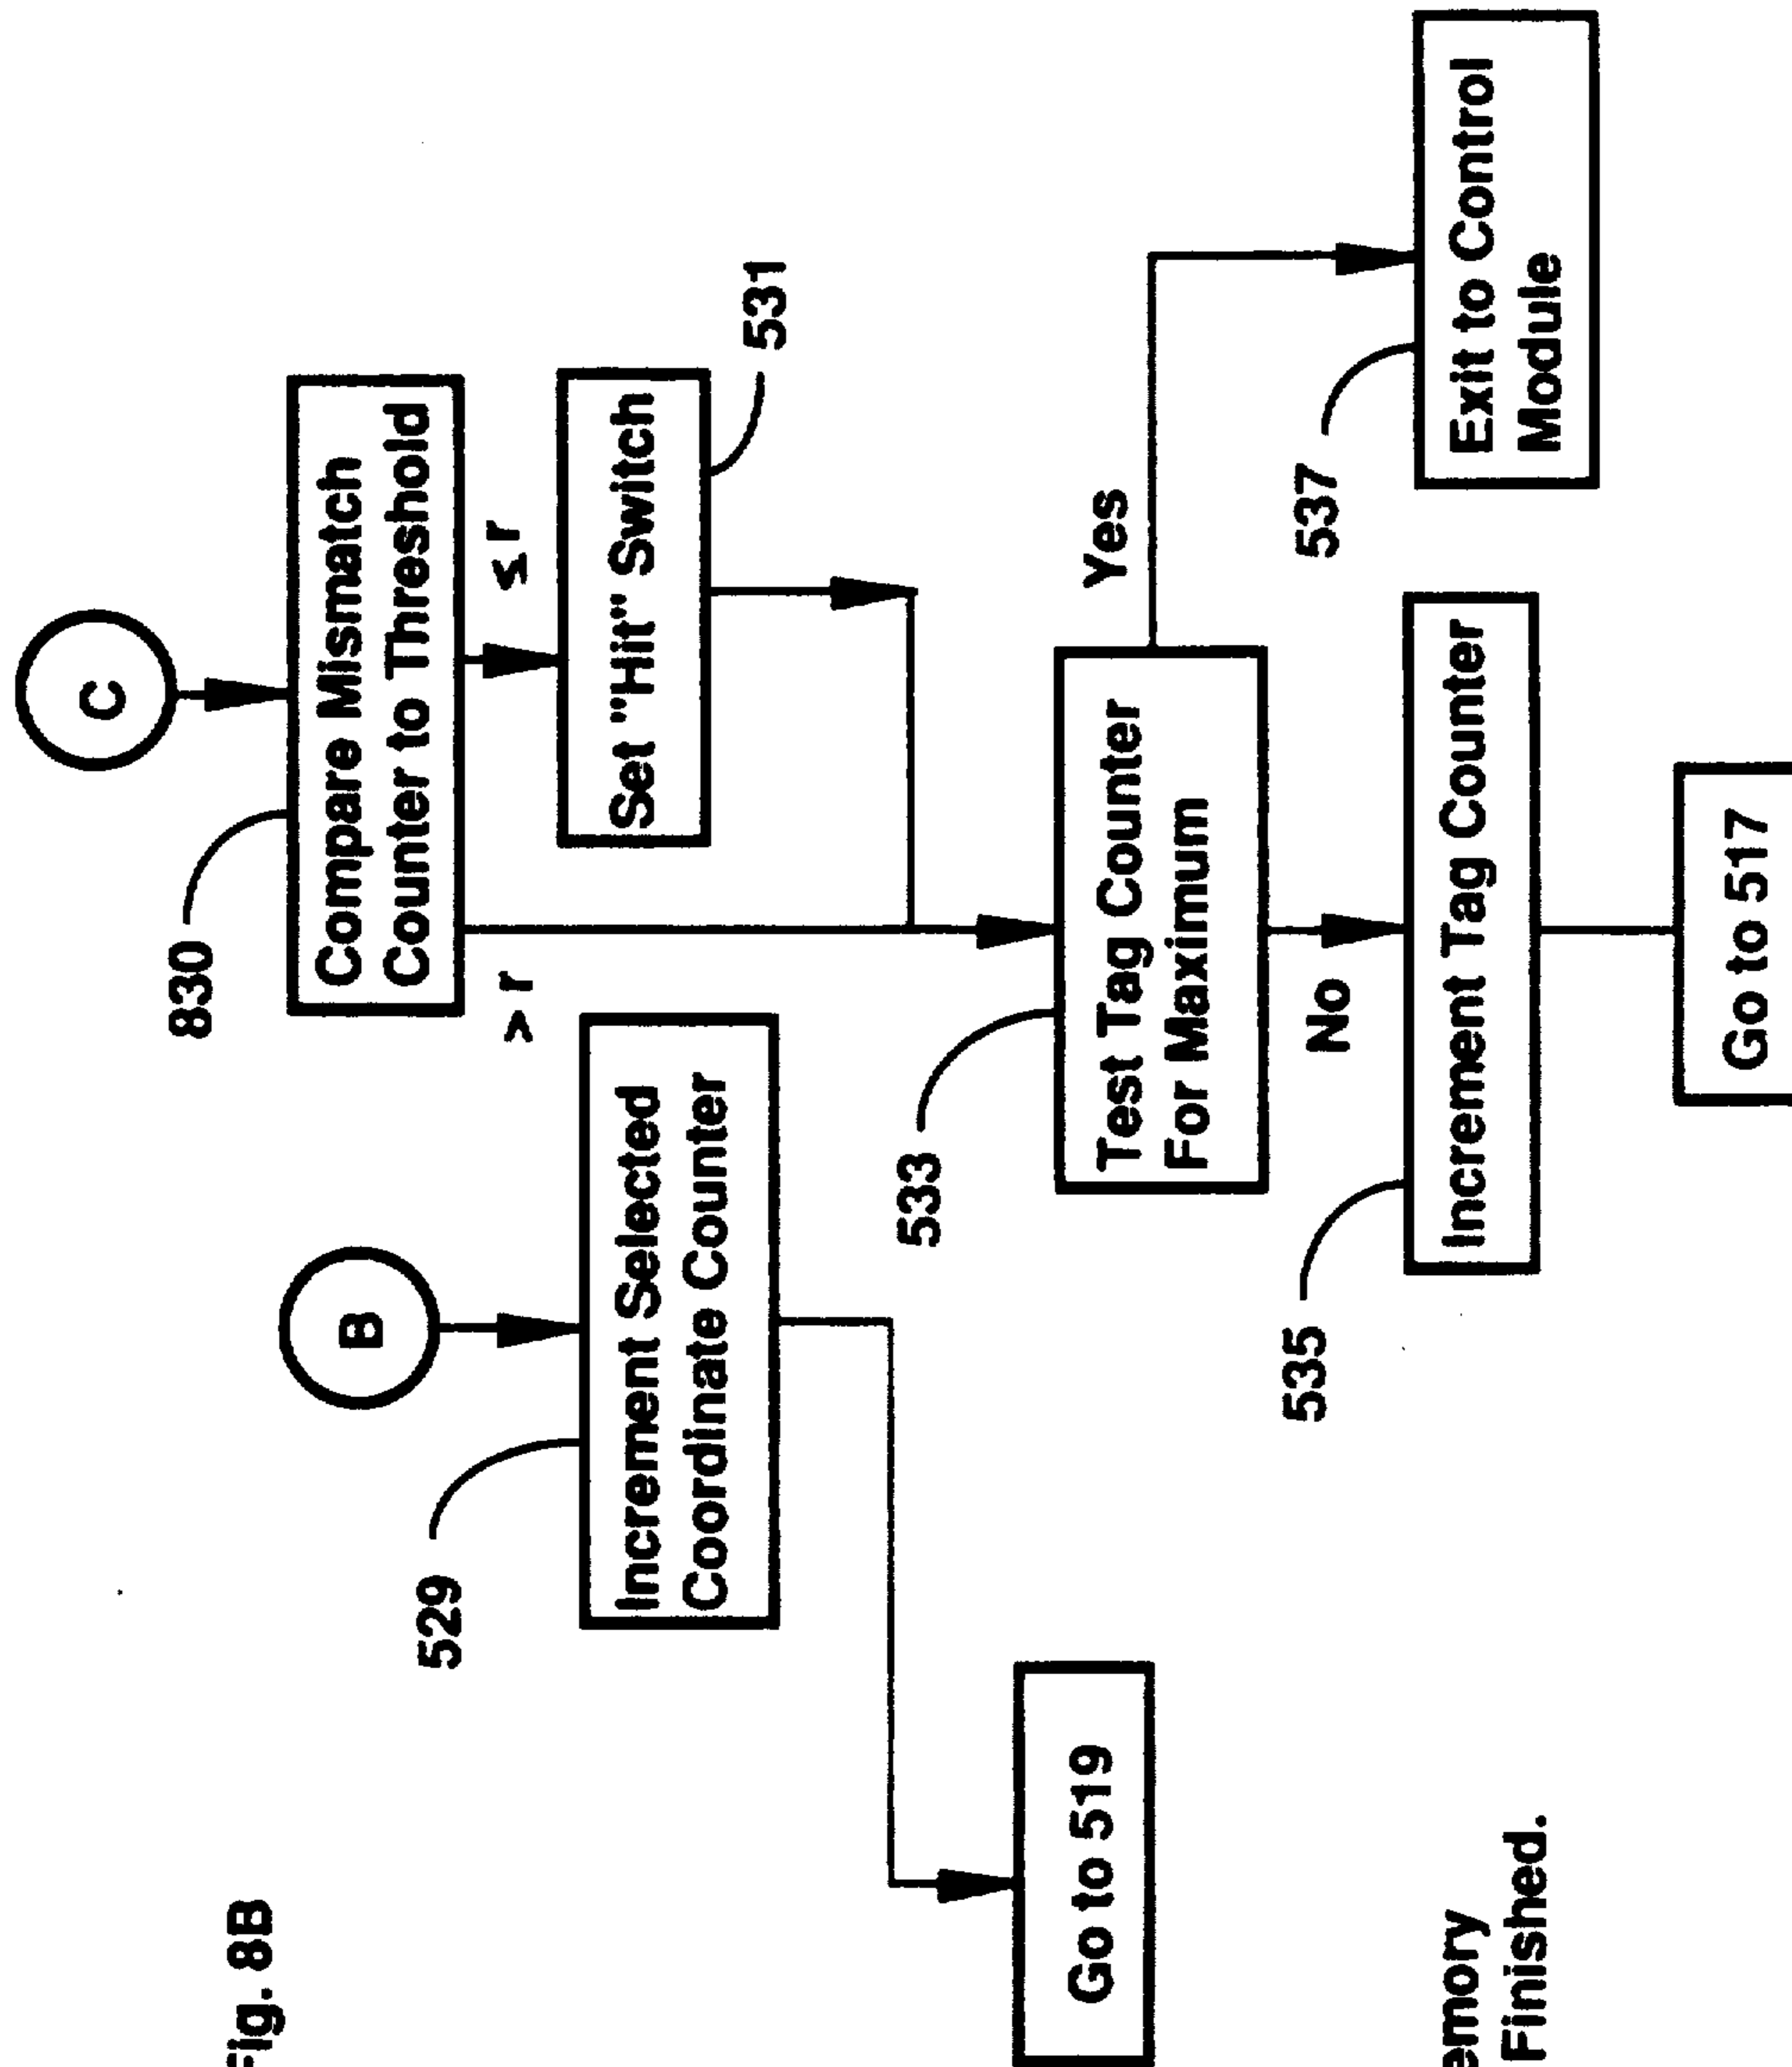 Fig. 8B
C
830
Compare Mismatch
Counter to Threshold
B
529
Increment Selected
Coordinate Counter
> r
≤ r
Set "Hit" Switch
531
Go to 519
533
Test Tag Counter
For Maximum
Yes
No
535
Increment Tag Counter
537
Exit to Control
Module
Go to 517
emory
Finished.